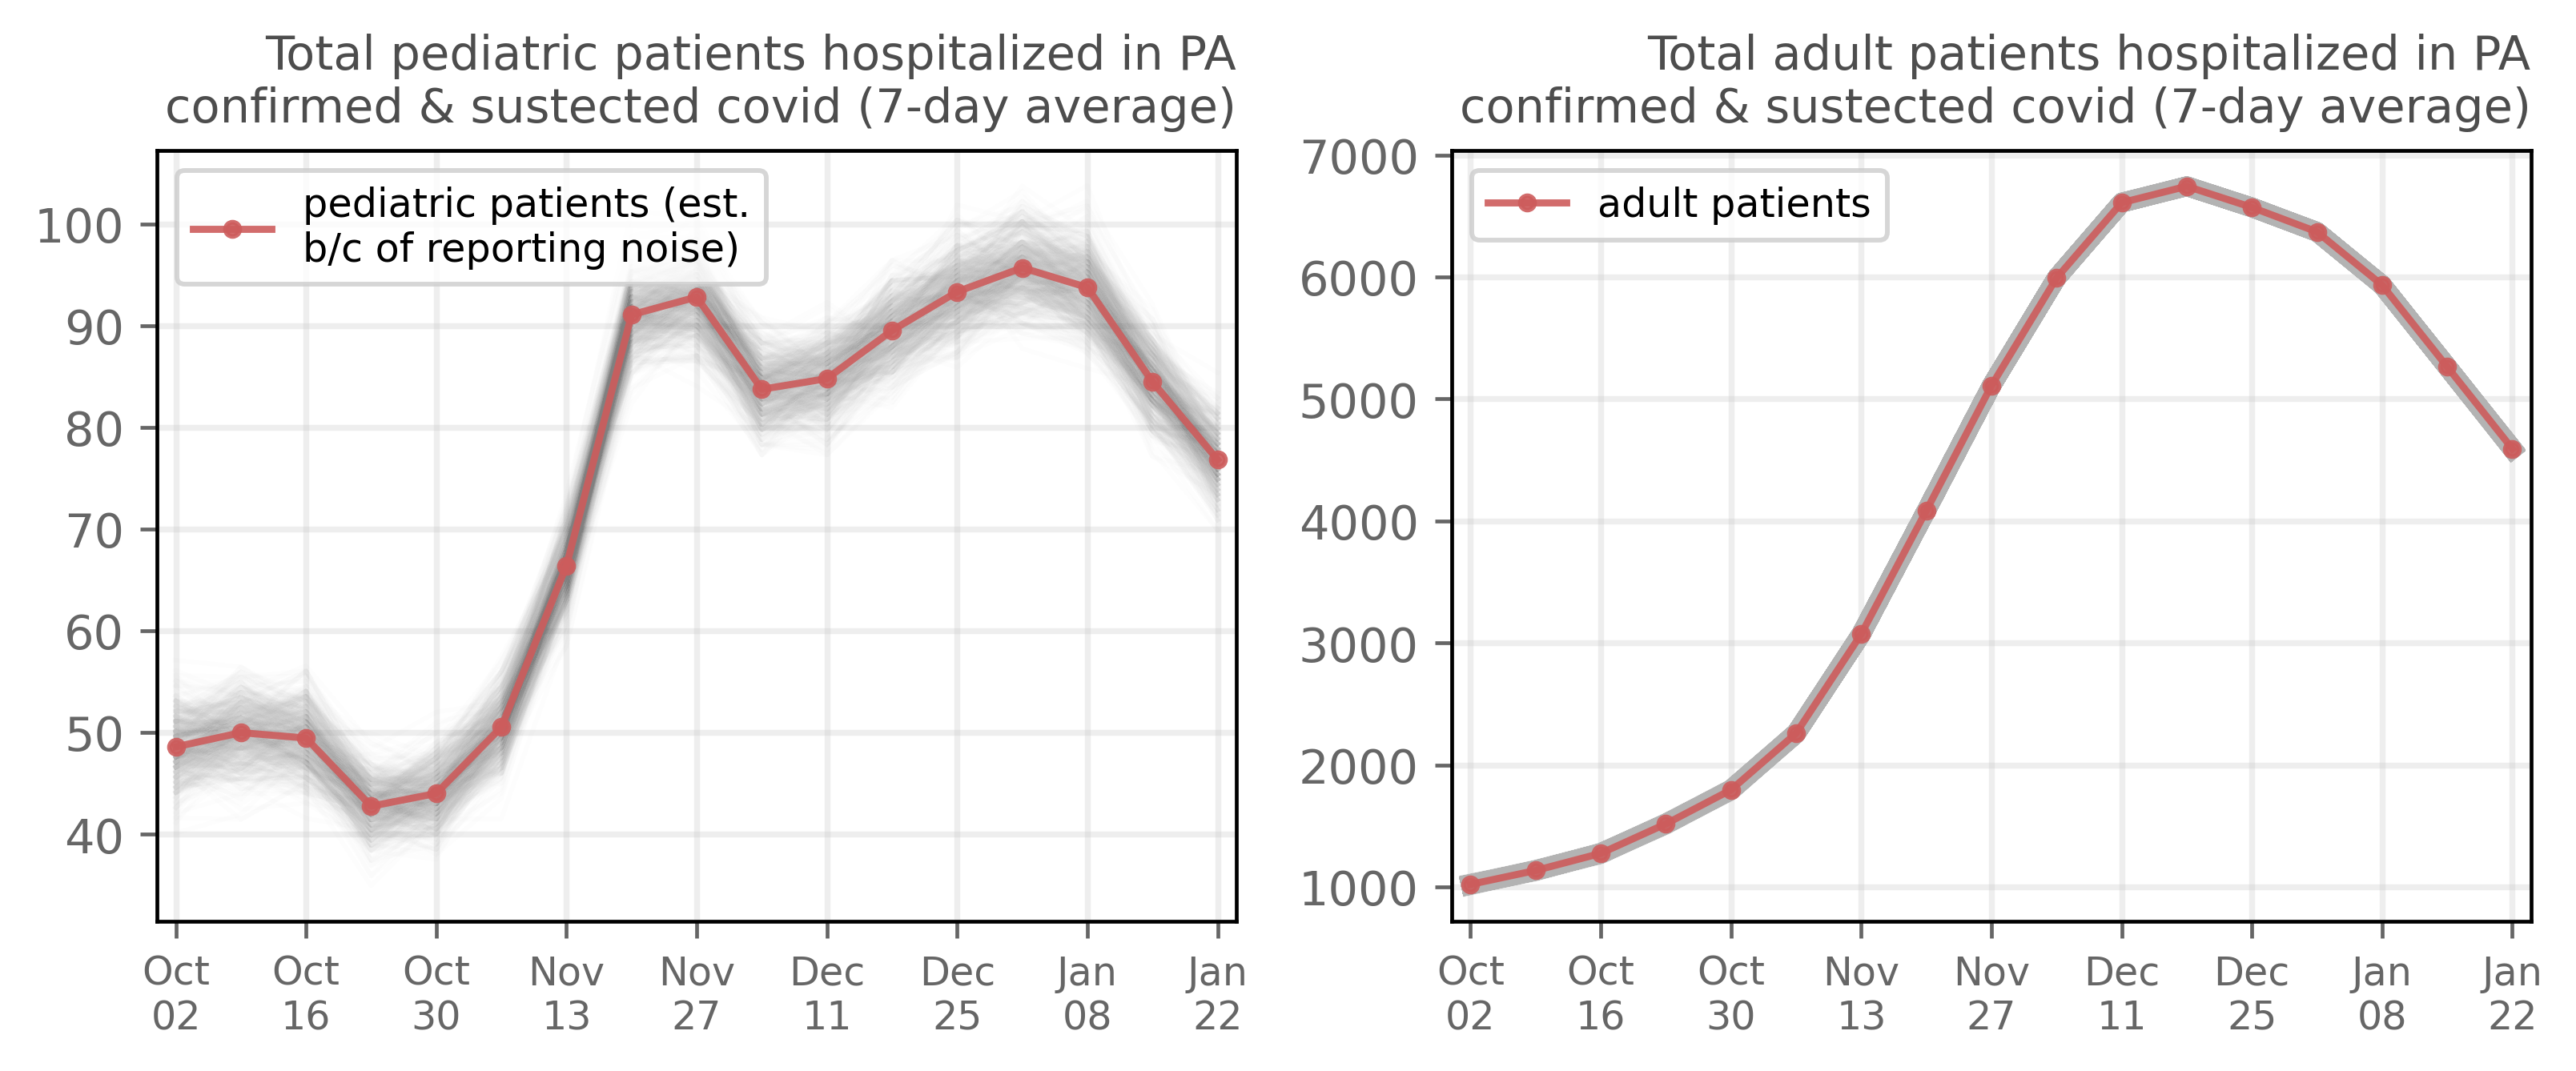 Total pediatric patients hospitalized in PA
confirmed & sustected covid (7-day average)
pediatric patients (est.
b/c of reporting noise)
100
90
80
70
60
50
40
Oct Oct Oct Nov Nov Dec Dec Jan Jan
02 16 30 13 27 11 25 08 22
Total adult patients hospitalized in PA
confirmed & sustected covid (7-day average)
adult patients
7000
6000
5000
4000
3000
2000
1000
Oct Oct Oct Nov Nov Dec Dec Jan Jan
02 16 30 13 27 11 25 08 22